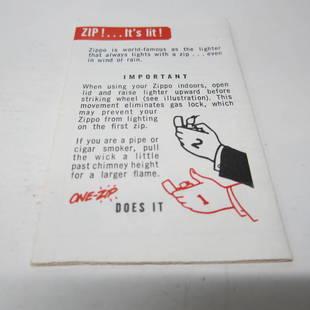 ZIP!...It's lit!
Zippo is world-famous as the lighter
that always lights with a zip . . . even
in wind or rain.
IMPORTANT
When using your Zippo indoors, open
lid and raise lighter upward before
striking wheel (see illustration). This
movement eliminates gas lock, which
may prevent your
Zippo from lighting
on the first zip.
If you are a pipe or
cigar smoker, pull
the wick a little
past chimney height
for a larger flame.
2
1
ONE-ZIP
DOES IT